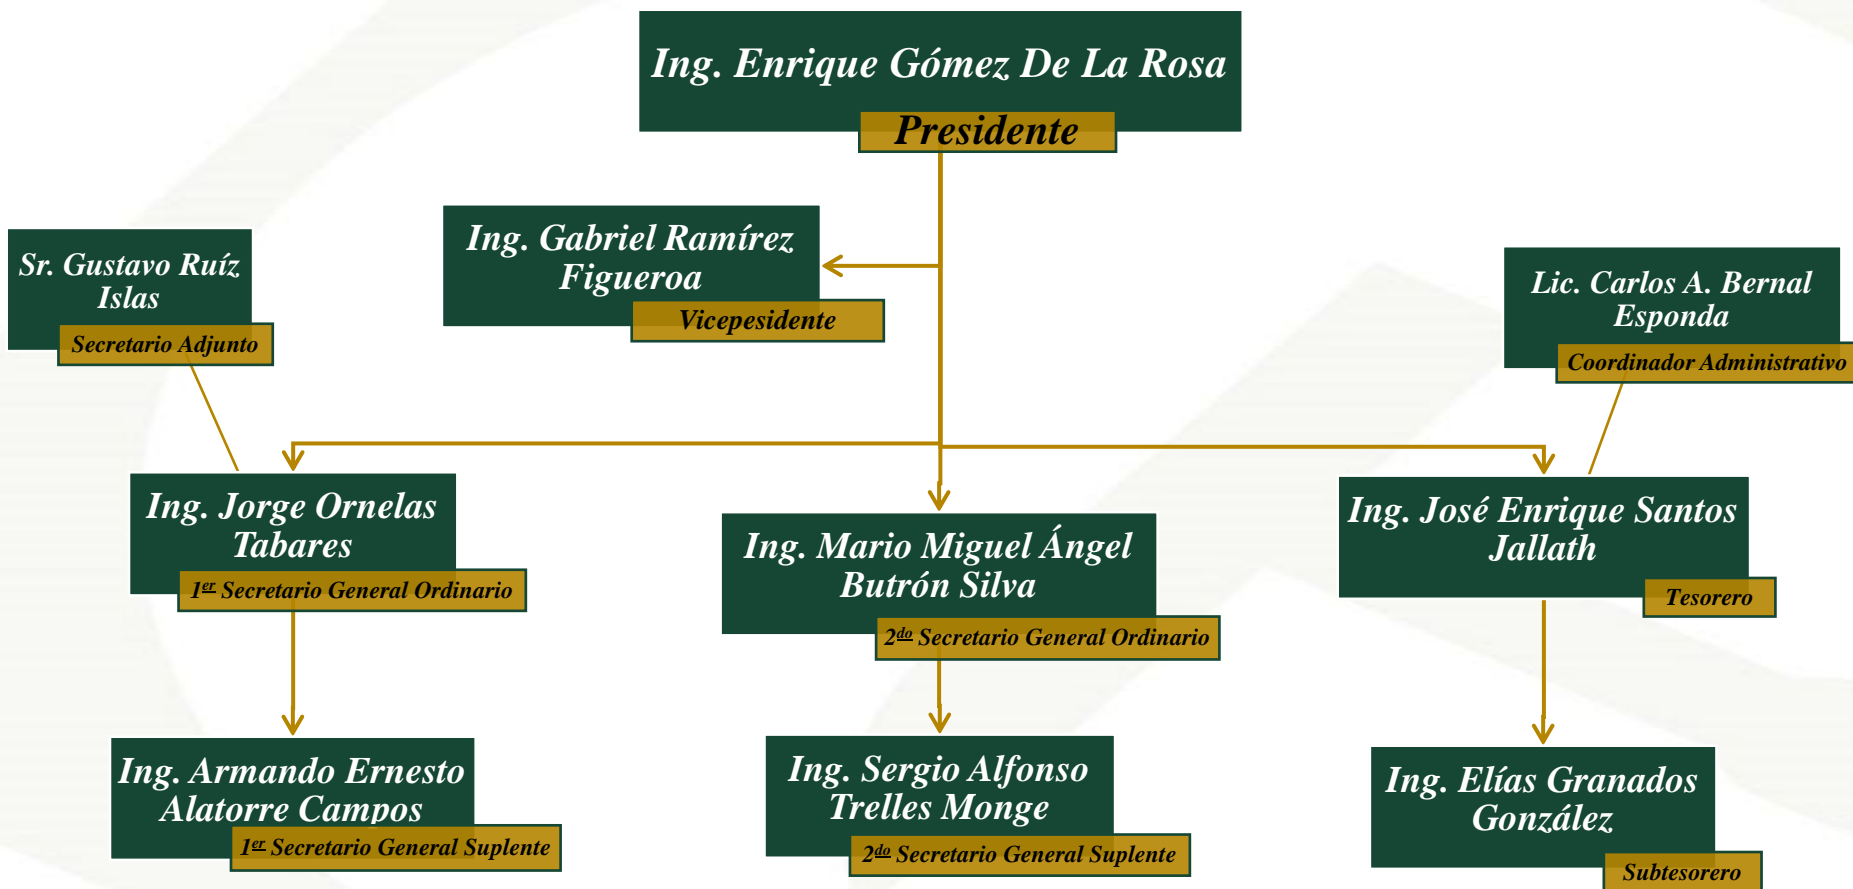 Ing. Enrique Gómez De La Rosa
Presidente
Ing. Gabriel Ramírez
Figueroa
Vicepesidente
Sr. Gustavo Ruíz
Islas
Secretario Adjunto
Lic. Carlos A. Bernal
Esponda
Coordinador Administrativo
Ing. Jorge Ornelas
Tabares
1er Secretario General Ordinario
Ing. Mario Miguel Ángel
Butrón Silva
2do Secretario General Ordinario
Ing. José Enrique Santos
Jallath
Tesorero
Ing. Armando Ernesto
Alatorre Campos
1er Secretario General Suplente
Ing. Sergio Alfonso
Trelles Monge
2do Secretario General Suplente
Ing. Elías Granados
González
Subtesorero